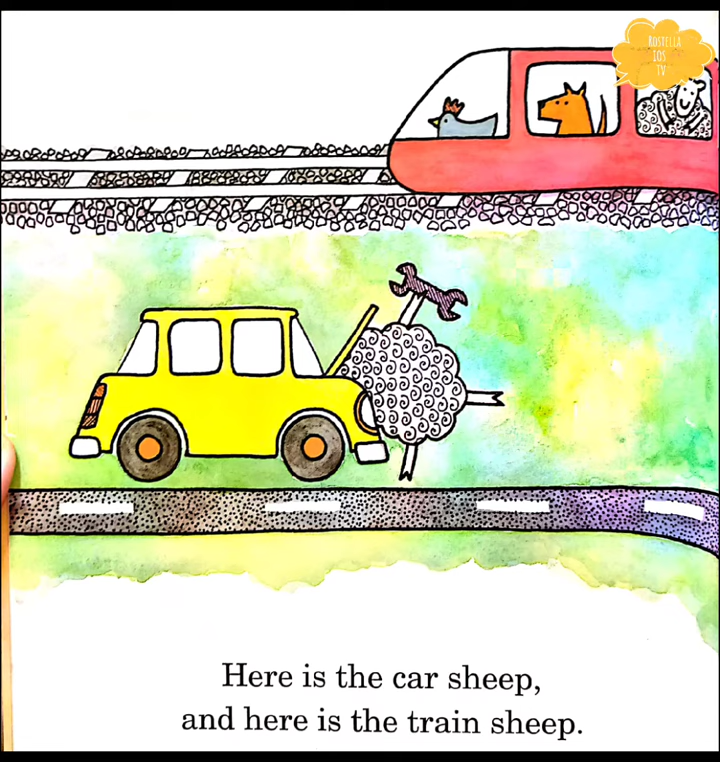 ROSTELLA
IOS
TV
Here is the car sheep,
and here is the train sheep.